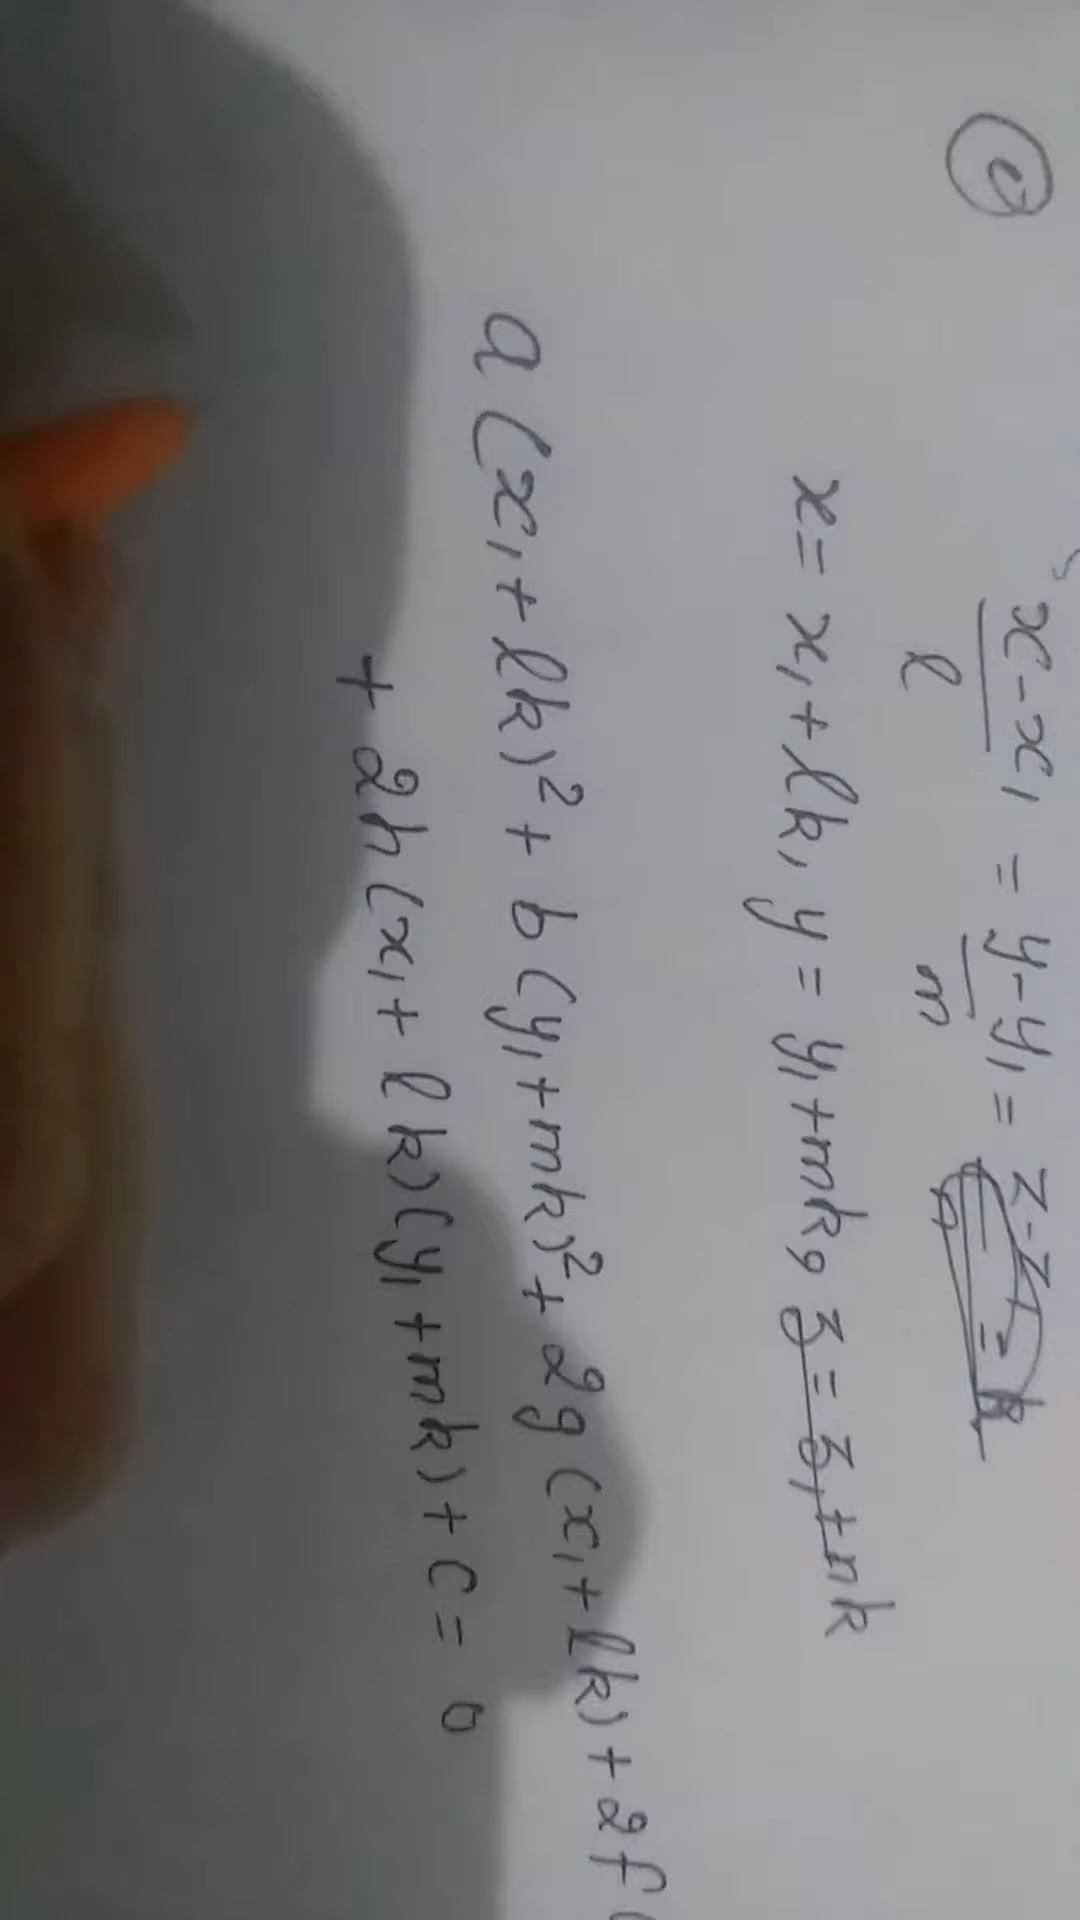 (x-x₁)/l = (y-y₁)/m = (z-z₁)/n = k
x = x₁ + lk, y = y₁ + mk, z = z₁ + nk
a (x₁ + lk)² + b (y₁ + mk)² + 2g (x₁ + lk) + 2f (
+ 2h (x₁ + lk) (y₁ + mk) + c = 0